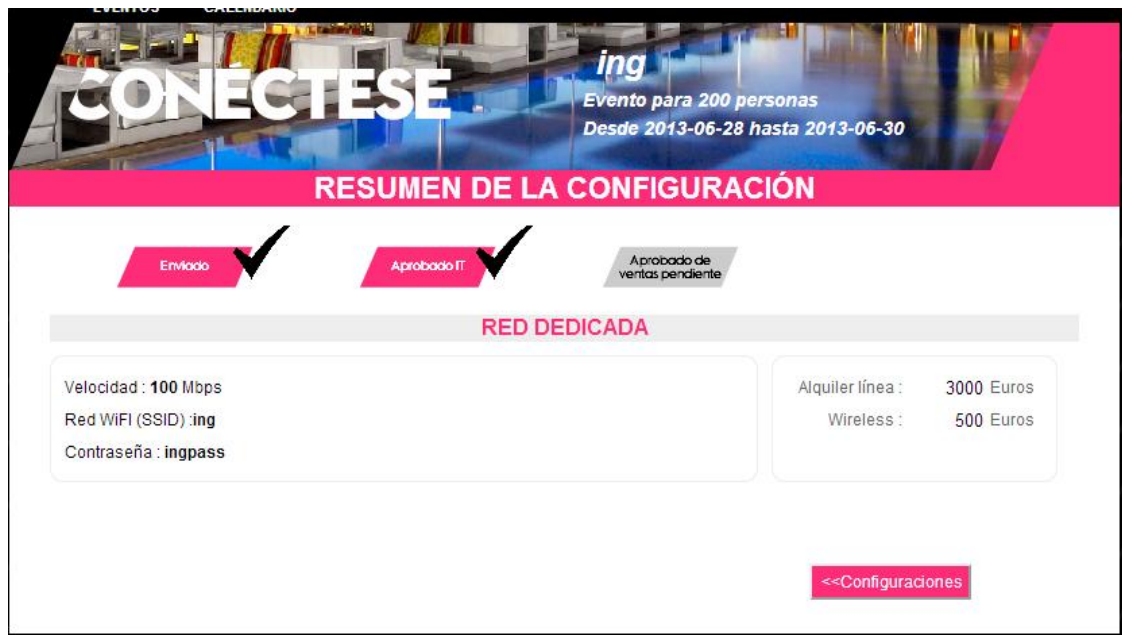 EVENTOS CALENDARIO
CONÉCTESE
ing
Evento para 200 personas
Desde 2013-06-28 hasta 2013-06-30
RESUMEN DE LA CONFIGURACIÓN
Enviado
Aprobado IT
Aprobado de
ventas pendiente
RED DEDICADA
Velocidad : 100 Mbps
Red WiFI (SSID) :ing
Contraseña : ingpass
Alquiler línea : 3000 Euros
Wireless : 500 Euros
<<Configuraciones